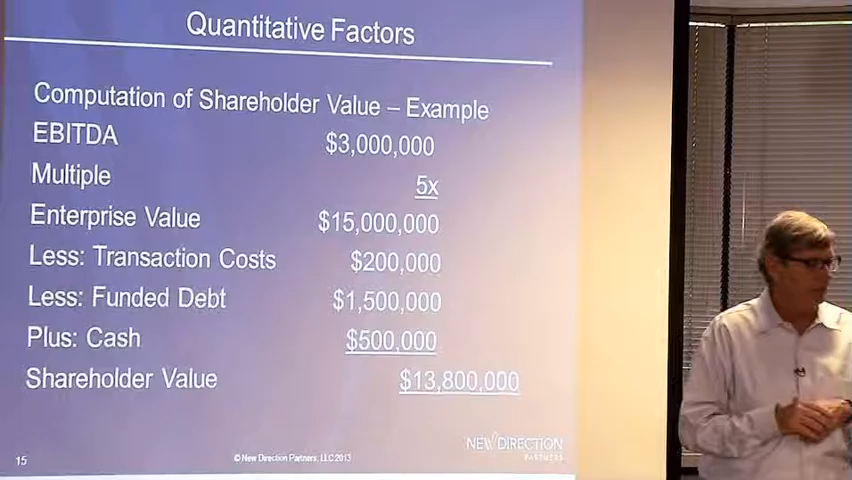 Quantitative Factors
Computation of Shareholder Value – Example
EBITDA $3,000,000
Multiple 5x
Enterprise Value $15,000,000
Less: Transaction Costs $200,000
Less: Funded Debt $1,500,000
Plus: Cash $500,000
Shareholder Value $13,800,000
NEW DIRECTION
PARTNERS
15 © New Direction Partners, LLC 2013